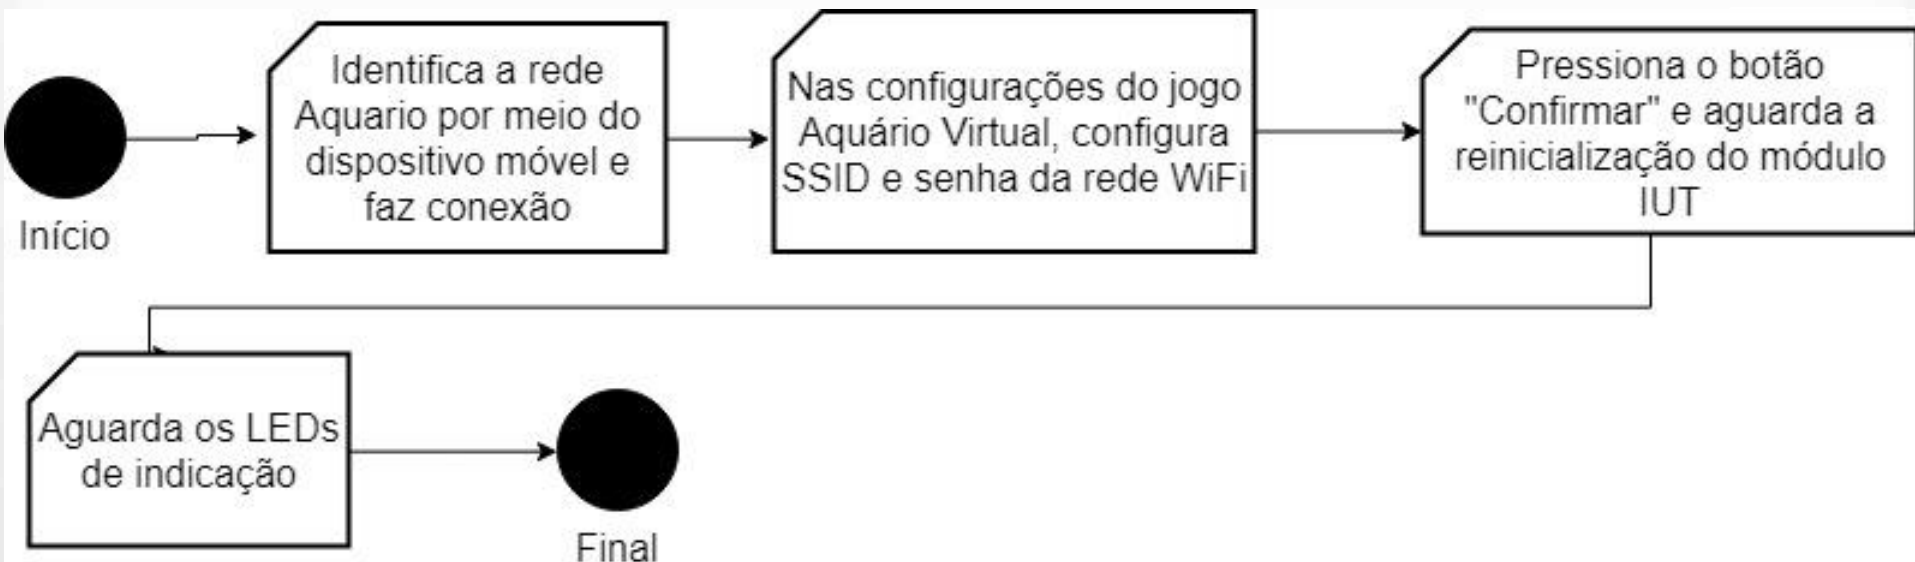 Início
Identifica a rede
Aquario por meio do
dispositivo móvel e
faz conexão
Nas configurações do jogo
Aquário Virtual, configura
SSID e senha da rede WiFi
Pressiona o botão
"Confirmar" e aguarda a
reinicialização do módulo
IUT
Aguarda os LEDs
de indicação
Final